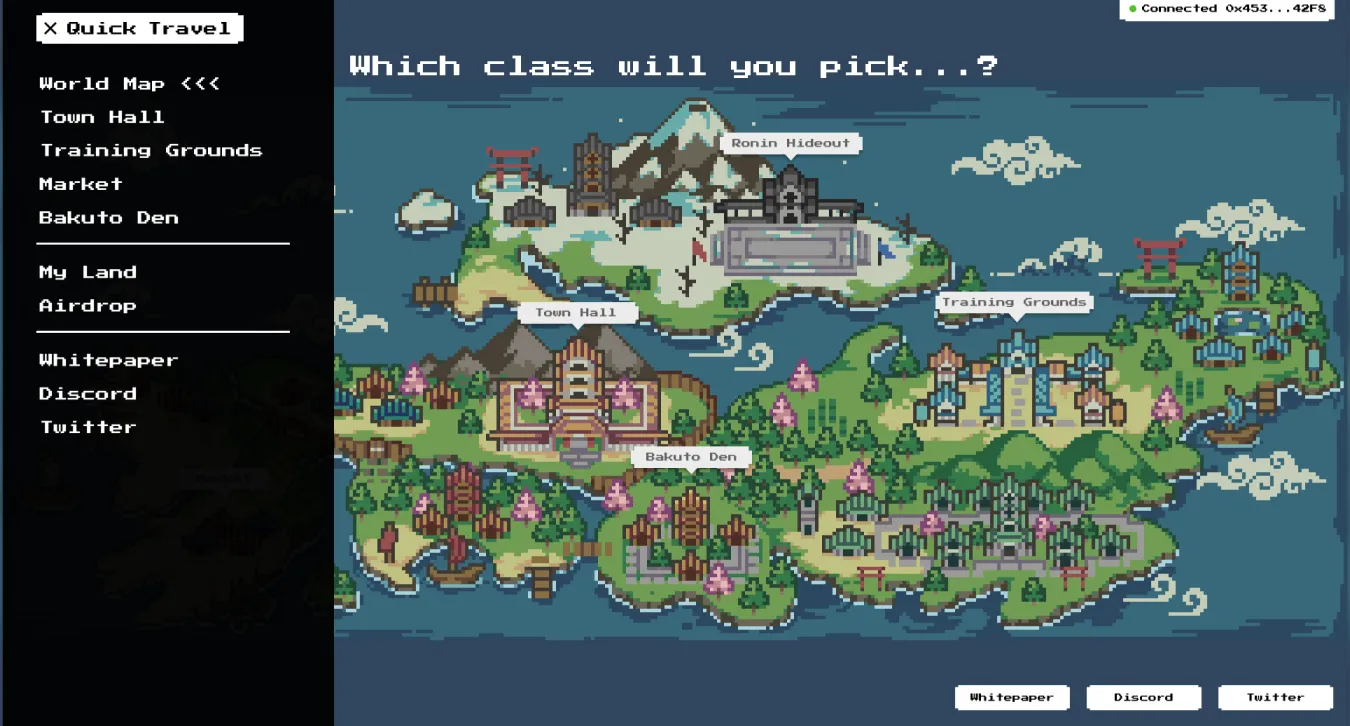 X Quick Travel
World Map <<<
Town Hall
Training Grounds
Market
Bakuto Den
My Land
Airdrop
Whitepaper
Discord
Twitter
Connected 0x453...42F8
Which class will you pick...?
Ronin Hideout
Training Grounds
Town Hall
Bakuto Den
Whitepaper
Discord
Twitter